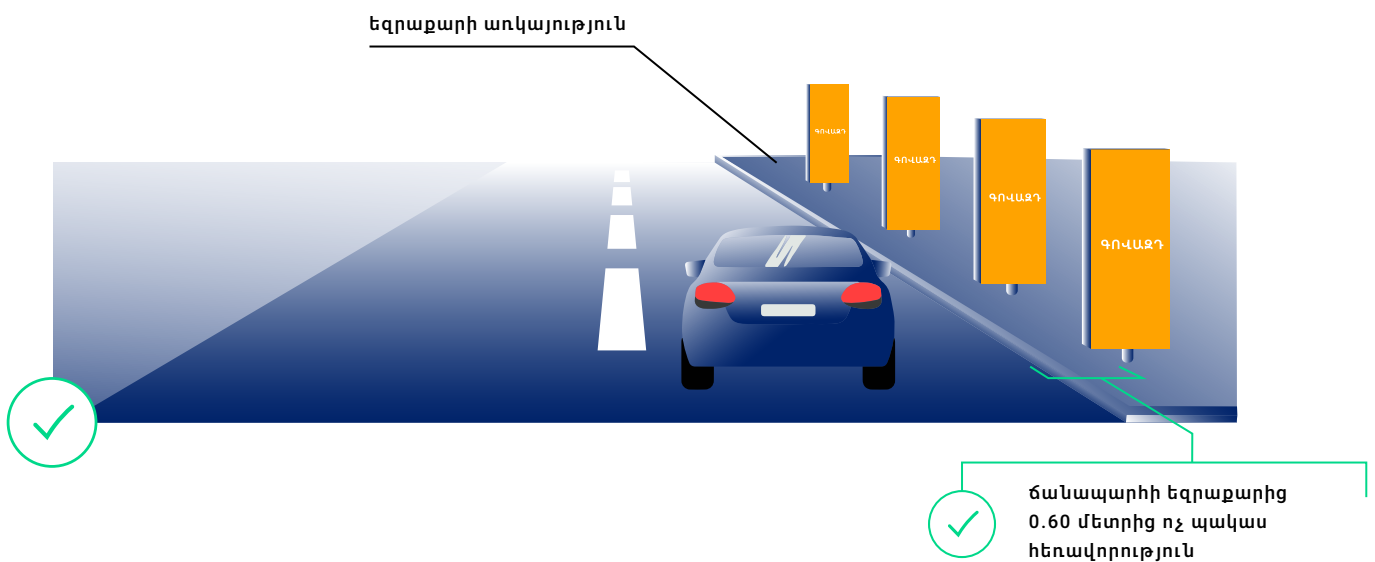 եզրաքարի առկայություն
ԳՈՎԱԶԴ
ԳՈՎԱԶԴ
ԳՈՎԱԶԴ
ԳՈՎԱԶԴ
ճանապարհի եզրաքարից
0.60 մետրից ոչ պակաս
հեռավորություն